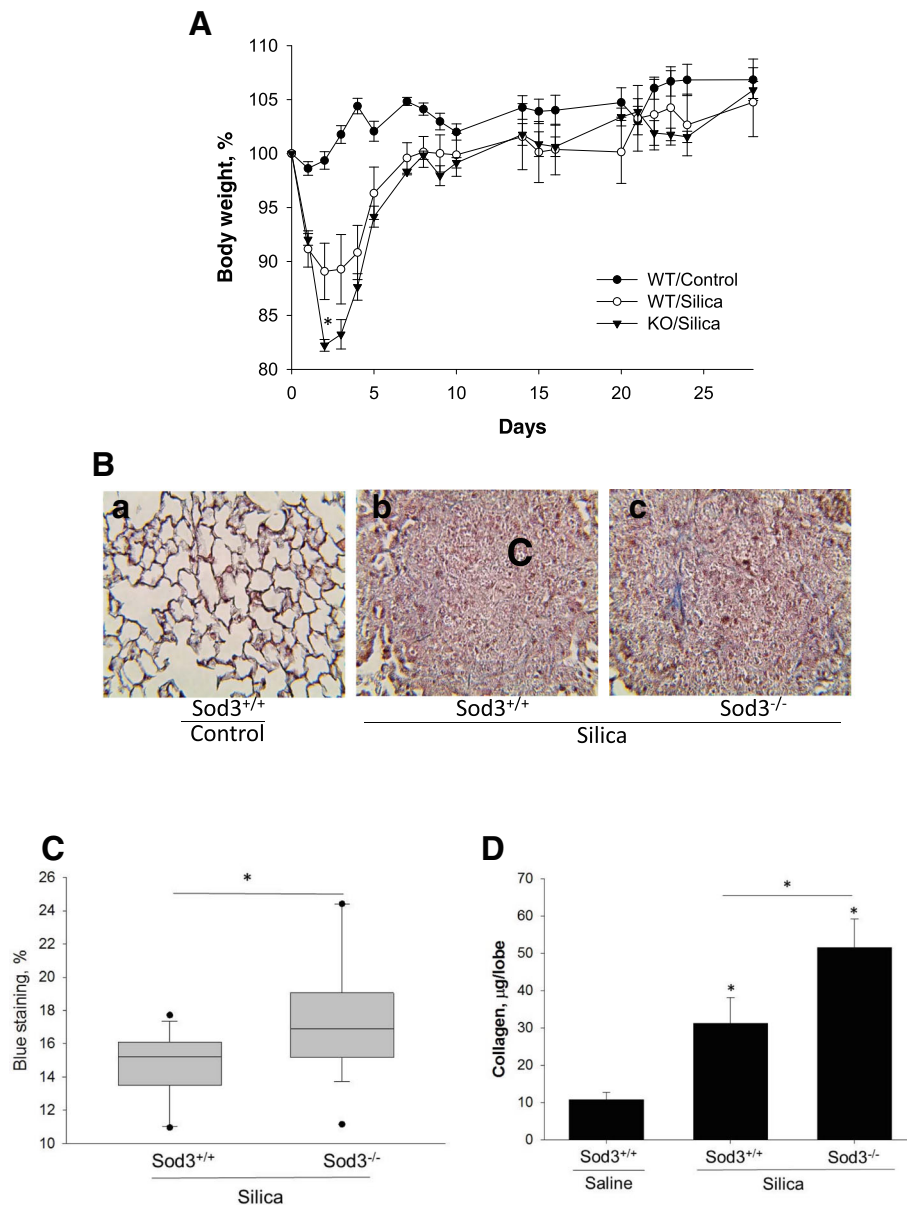 A
110
105
100
95
90
85
80
Body weight, %
*
WT/Control
WT/Silica
KO/Silica
0 5 10 15 20 25
Days
B
a b c
C
Sod3+/+ Sod3+/+ Sod3-/-
Control Silica
C
26
24
22
20
18
16
14
12
10
Blue staining, %
*
Sod3+/+ Sod3-/-
Silica
D
70
60
50
40
30
20
10
0
Collagen, µg/lobe
*
*
*
Sod3+/+ Sod3+/+ Sod3-/-
Saline Silica